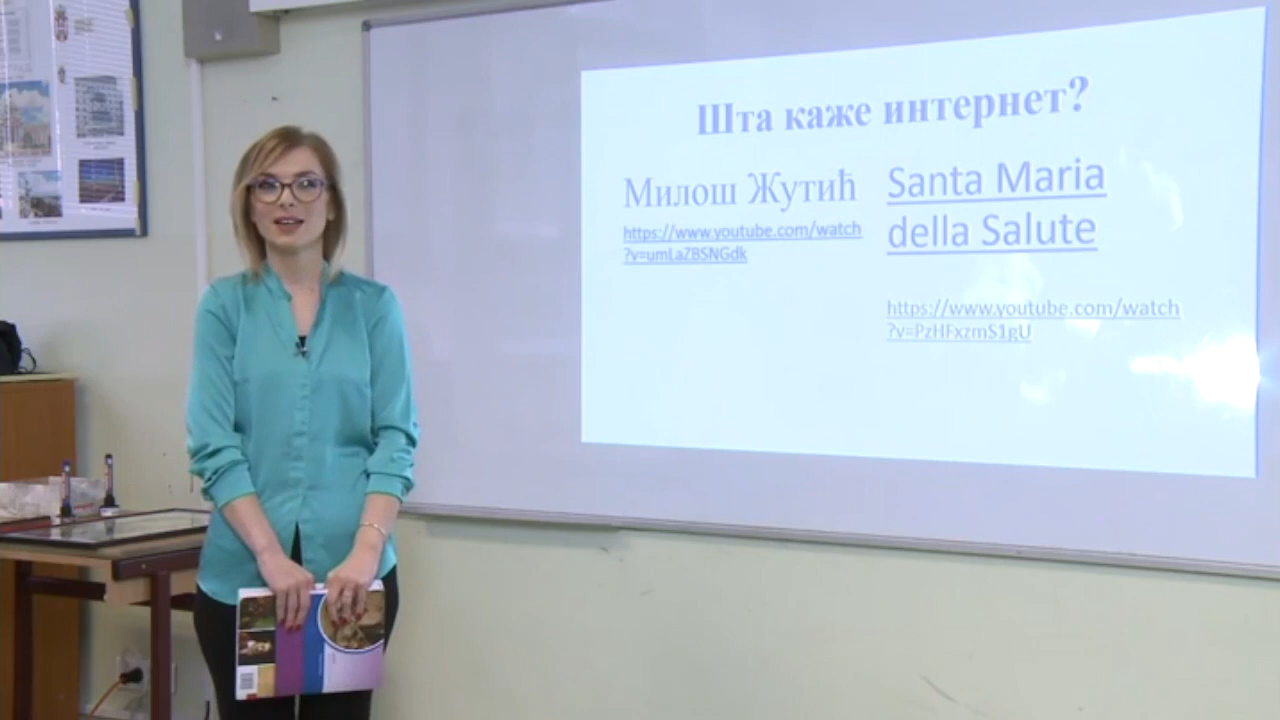 Шта каже интернет?
Милош Жутић
https://www.youtube.com/watch
?v=umLaZBSNGdk
Santa Maria
della Salute
https://www.youtube.com/watch
?v=PzHFxzmS1gU